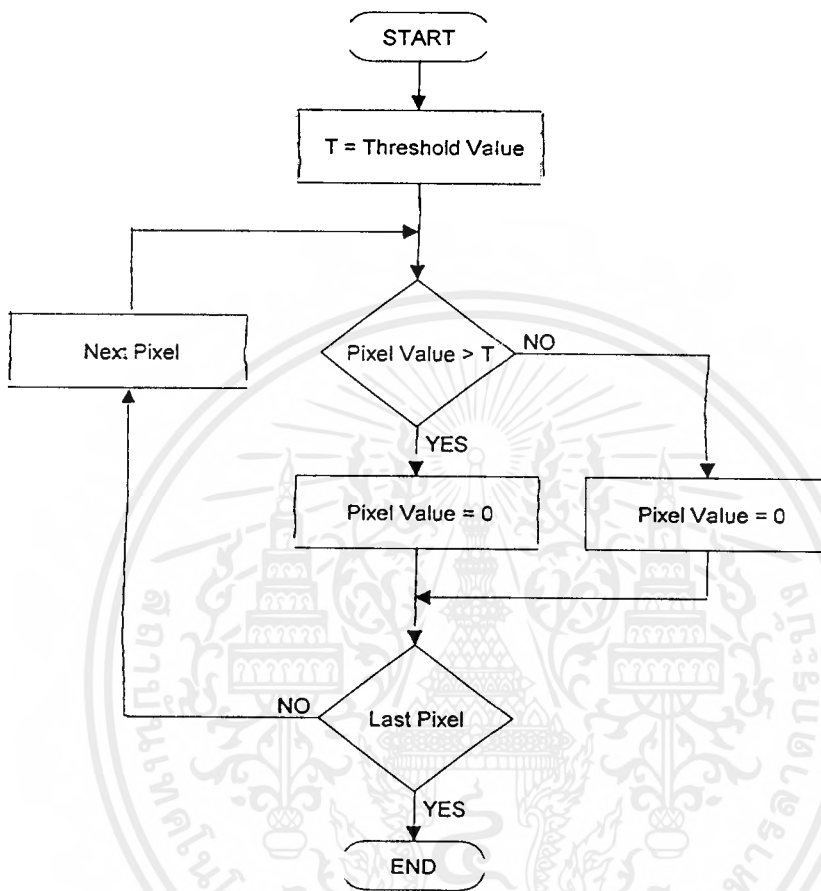 START
T = Threshold Value
Next Pixel
Pixel Value > T
NO
YES
Pixel Value = 0
Pixel Value = 0
NO
Last Pixel
YES
END